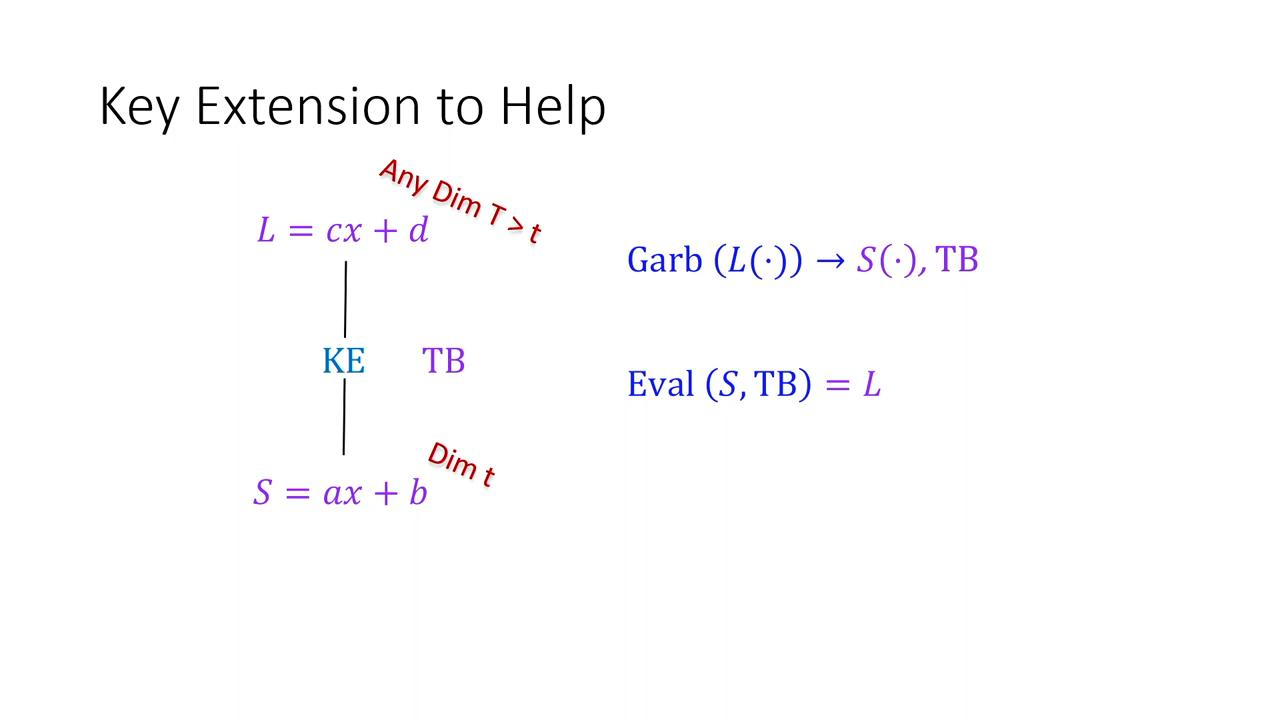 Key Extension to Help
Any Dim T > t
L = cx + d
Garb (L(·)) → S(·), TB
KE TB
Eval (S, TB) = L
Dim t
S = ax + b